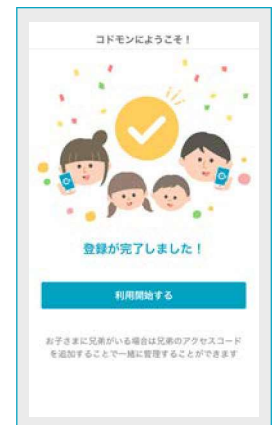 コドモンにようこそ！
登録が完了しました！
利用開始する
お子さまに兄弟がいる場合は兄弟のアクセスコード
を追加することで一緒に管理することができます